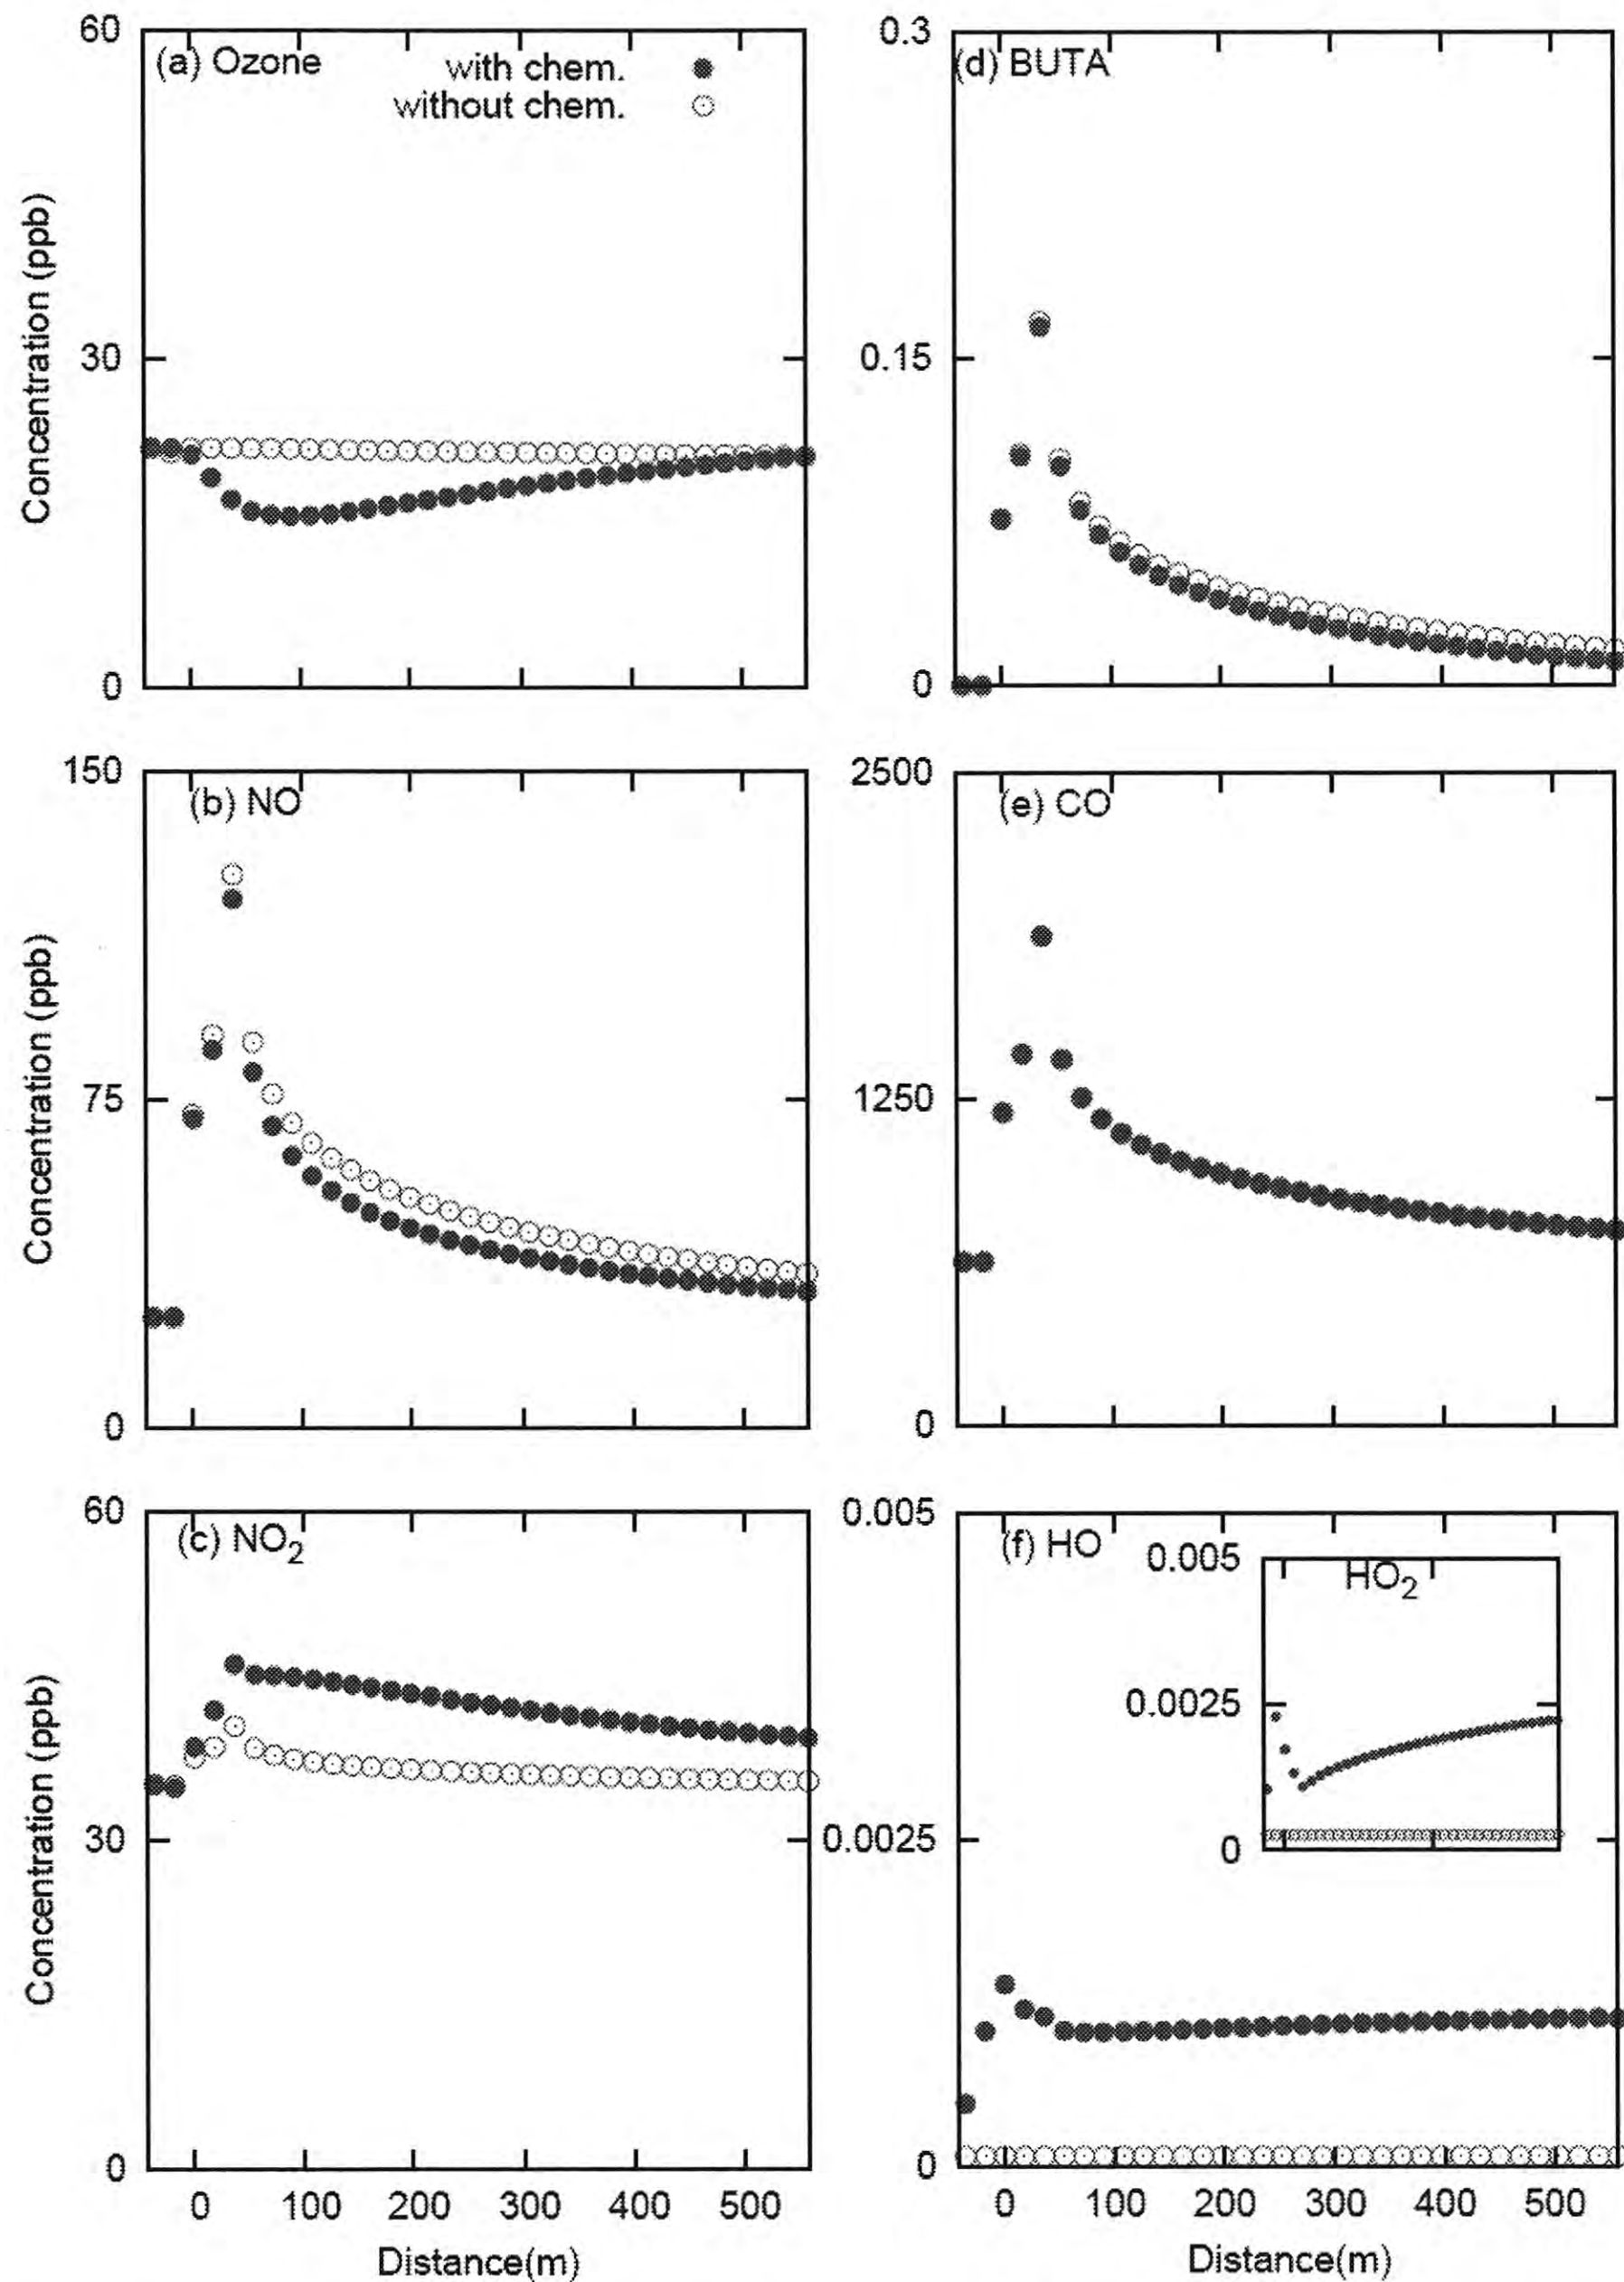 60
(a) Ozone
with chem.
without chem.
30
0
Concentration (ppb)
0.3
(d) BUTA
0.15
0
150
(b) NO
75
0
Concentration (ppb)
2500
(e) CO
1250
0
60
(c) NO2
30
0
Concentration (ppb)
0 100 200 300 400 500
Distance(m)
0.005
(f) HO
0.005
HO2
0.0025
0
0.0025
0
0 100 200 300 400 500
Distance(m)